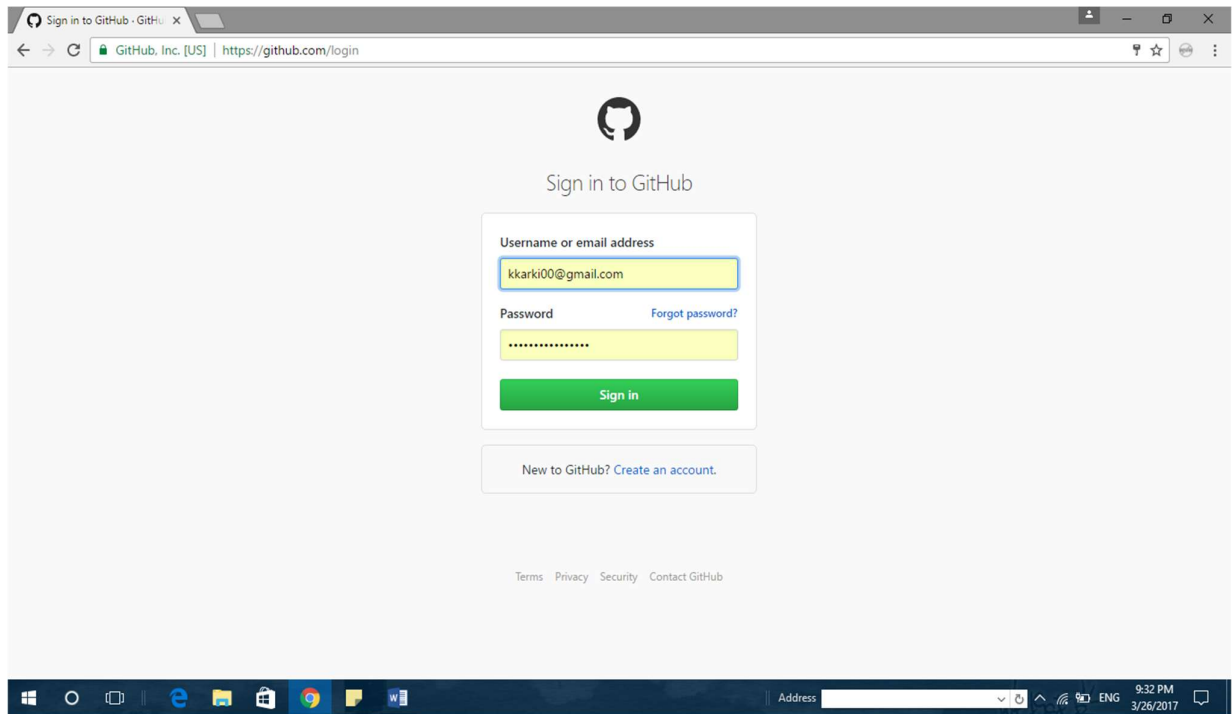 Sign in to GitHub · GitHu
GitHub, Inc. [US] | https://github.com/login
Sign in to GitHub
Username or email address
kkarki00@gmail.com
Password Forgot password?
••••••••••••••••
Sign in
New to GitHub? Create an account.
Terms Privacy Security Contact GitHub
Address ENG 9:32 PM
3/26/2017